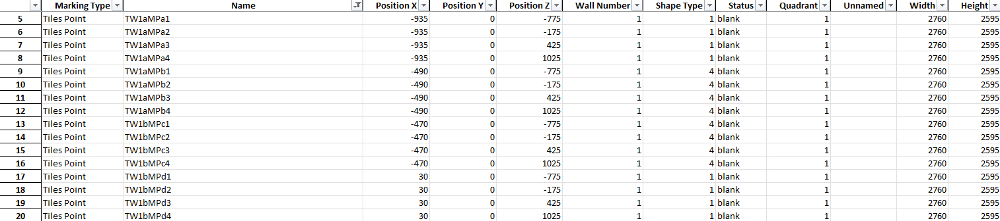 Marking Type Name Position X Position Y Position Z Wall Number Shape Type Status Quadrant Unnamed Width Height
5 Tiles Point TW1aMPa1 -935 0 -775 1 1 blank 1 2760 2595
6 Tiles Point TW1aMPa2 -935 0 -175 1 1 blank 1 2760 2595
7 Tiles Point TW1aMPa3 -935 0 425 1 1 blank 1 2760 2595
8 Tiles Point TW1aMPa4 -935 0 1025 1 1 blank 1 2760 2595
9 Tiles Point TW1aMPb1 -490 0 -775 1 4 blank 1 2760 2595
10 Tiles Point TW1aMPb2 -490 0 -175 1 4 blank 1 2760 2595
11 Tiles Point TW1aMPb3 -490 0 425 1 4 blank 1 2760 2595
12 Tiles Point TW1aMPb4 -490 0 1025 1 4 blank 1 2760 2595
13 Tiles Point TW1bMPc1 -470 0 -775 1 4 blank 1 2760 2595
14 Tiles Point TW1bMPc2 -470 0 -175 1 4 blank 1 2760 2595
15 Tiles Point TW1bMPc3 -470 0 425 1 4 blank 1 2760 2595
16 Tiles Point TW1bMPc4 -470 0 1025 1 4 blank 1 2760 2595
17 Tiles Point TW1bMPd1 30 0 -775 1 1 blank 1 2760 2595
18 Tiles Point TW1bMPd2 30 0 -175 1 1 blank 1 2760 2595
19 Tiles Point TW1bMPd3 30 0 425 1 1 blank 1 2760 2595
20 Tiles Point TW1bMPd4 30 0 1025 1 1 blank 1 2760 2595